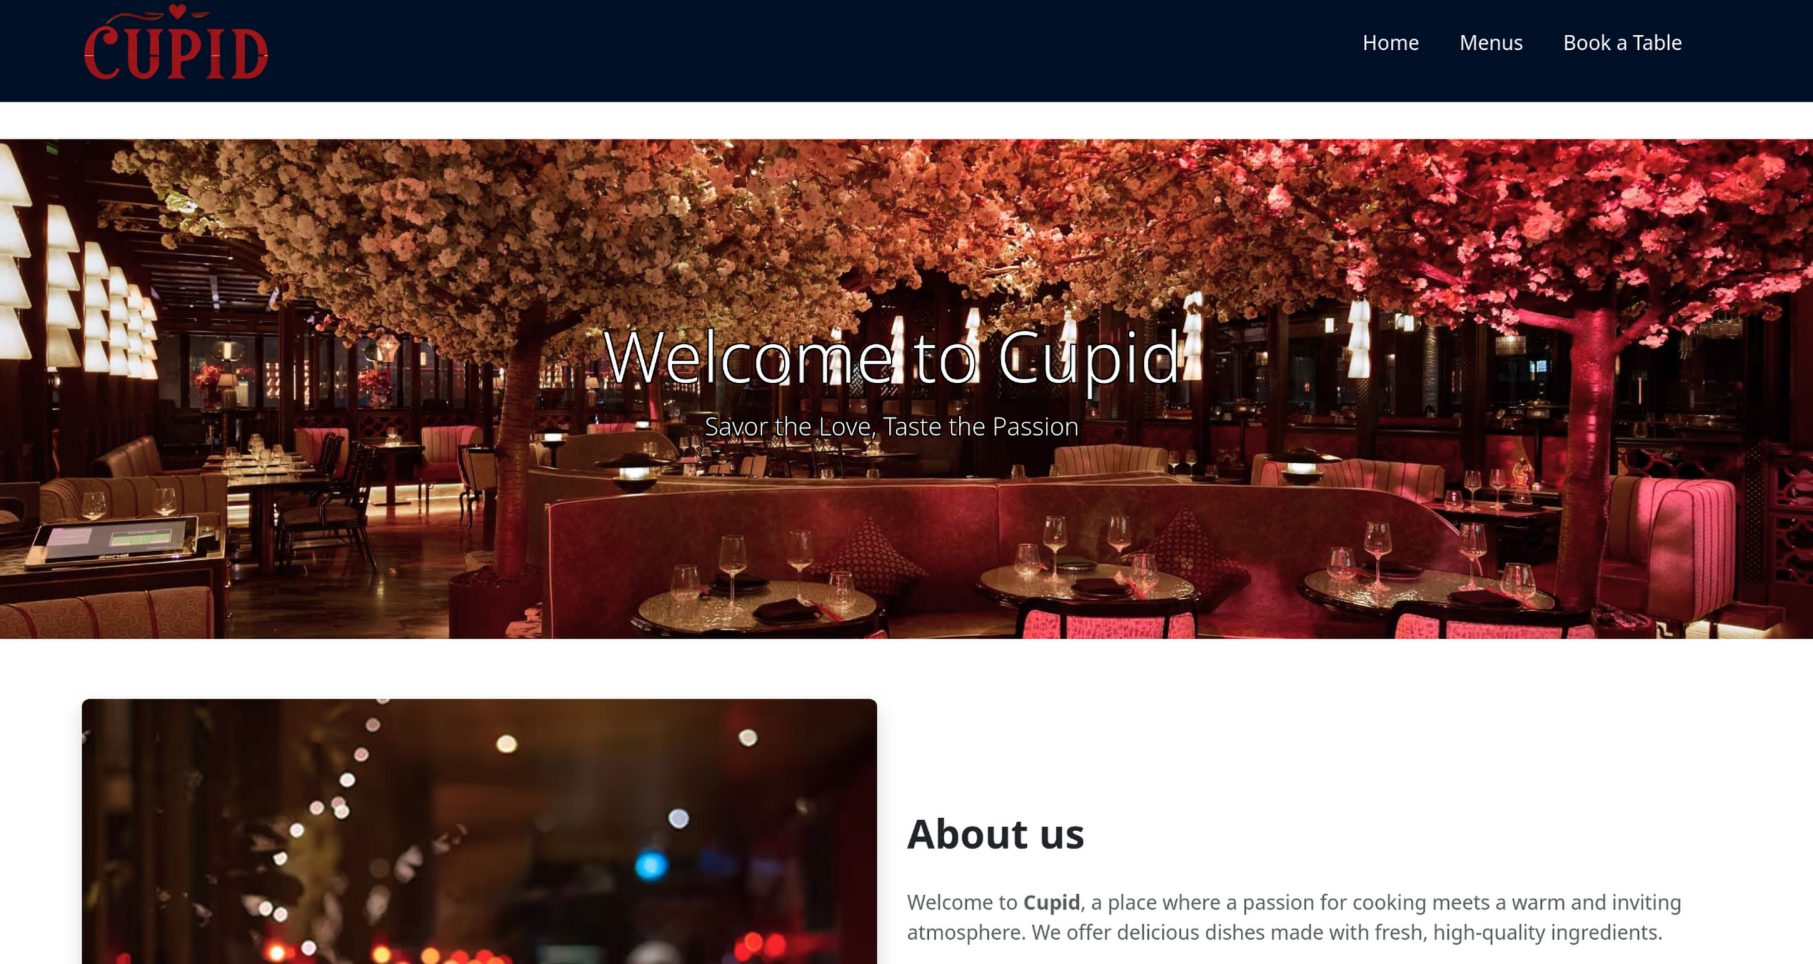 CUPID
Home Menus Book a Table
Welcome to Cupid
Savor the Love, Taste the Passion
About us
Welcome to Cupid, a place where a passion for cooking meets a warm and inviting
atmosphere. We offer delicious dishes made with fresh, high-quality ingredients.